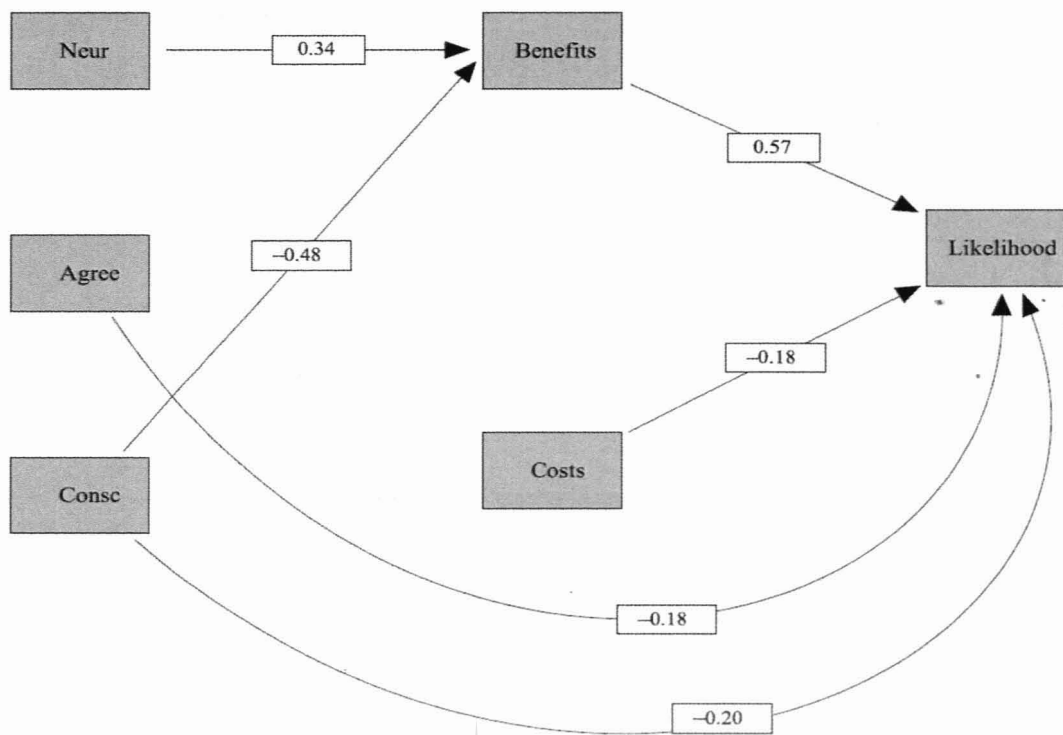 Neur
0.34
Benefits
0.57
Likelihood
Agree
–0.48
–0.18
Consc
Costs
–0.18
–0.20